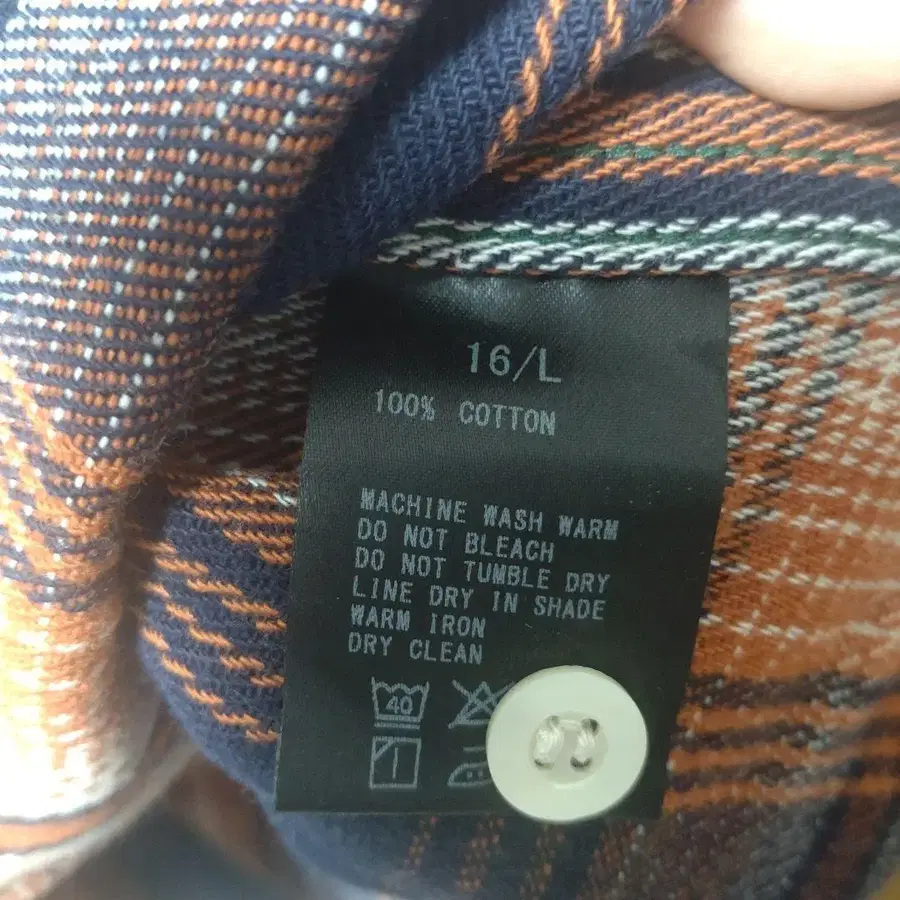 16/L
100% COTTON
MACHINE WASH WARM
DO NOT BLEACH
DO NOT TUMBLE DRY
LINE DRY IN SHADE
WARM IRON
DRY CLEAN
40